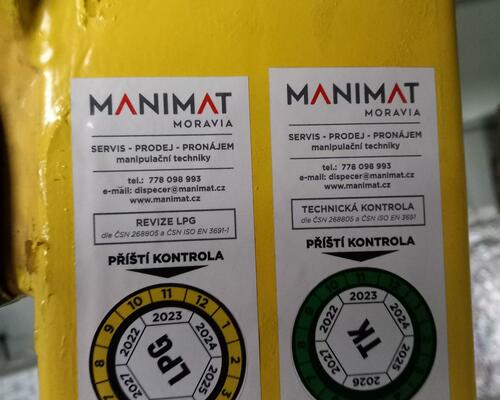 MANIMAT
MORAVIA
SERVIS - PRODEJ - PRONÁJEM
manipulační techniky
tel.: 778 098 993
e-mail: dispecer@manimat.cz
www.manimat.cz
REVIZE LPG
dle ČSN 268805 a ČSN ISO EN 3691-1
PŘÍŠTÍ KONTROLA
9 10 11 12 1 2 3
8
7
2022 2023 2024 2025
2027
LPG
MANIMAT
MORAVIA
SERVIS - PRODEJ - PRONÁJEM
manipulační techniky
tel.: 778 098 993
e-mail: dispecer@manimat.cz
www.manimat.cz
TECHNICKÁ KONTROLA
dle ČSN 268805 a ČSN ISO EN 3691
PŘÍŠTÍ KONTROLA
2022 2023 2024 2025 2026 2027
TK